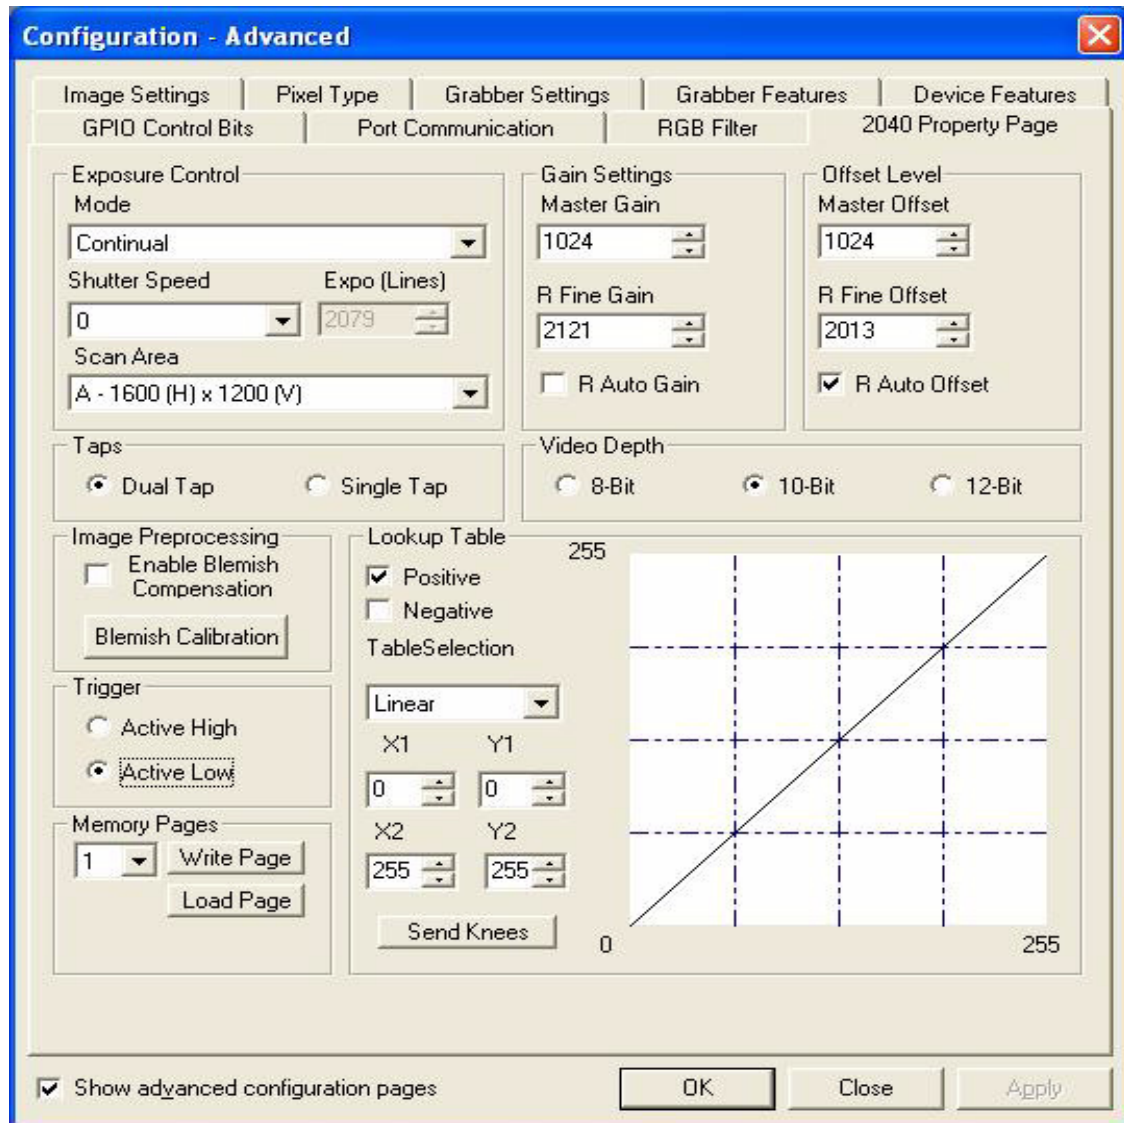 Configuration - Advanced
Image Settings Pixel Type Grabber Settings Grabber Features Device Features
GPIO Control Bits Port Communication RGB Filter 2040 Property Page
Exposure Control
Mode
Continual
Shutter Speed Expo (Lines)
0 2079
Scan Area
A - 1600 (H) x 1200 (V)
Gain Settings
Master Gain
1024
R Fine Gain
2121
R Auto Gain
Offset Level
Master Offset
1024
R Fine Offset
2013
R Auto Offset
Taps
Dual Tap Single Tap
Video Depth
8-Bit 10-Bit 12-Bit
Image Preprocessing
Enable Blemish
Compensation
Blemish Calibration
Trigger
Active High
Active Low
Memory Pages
1 Write Page
Load Page
Lookup Table
Positive
Negative
TableSelection
Linear
X1 Y1
0 0
X2 Y2
255 255
Send Knees
255
0 255
Show advanced configuration pages OK Close Apply